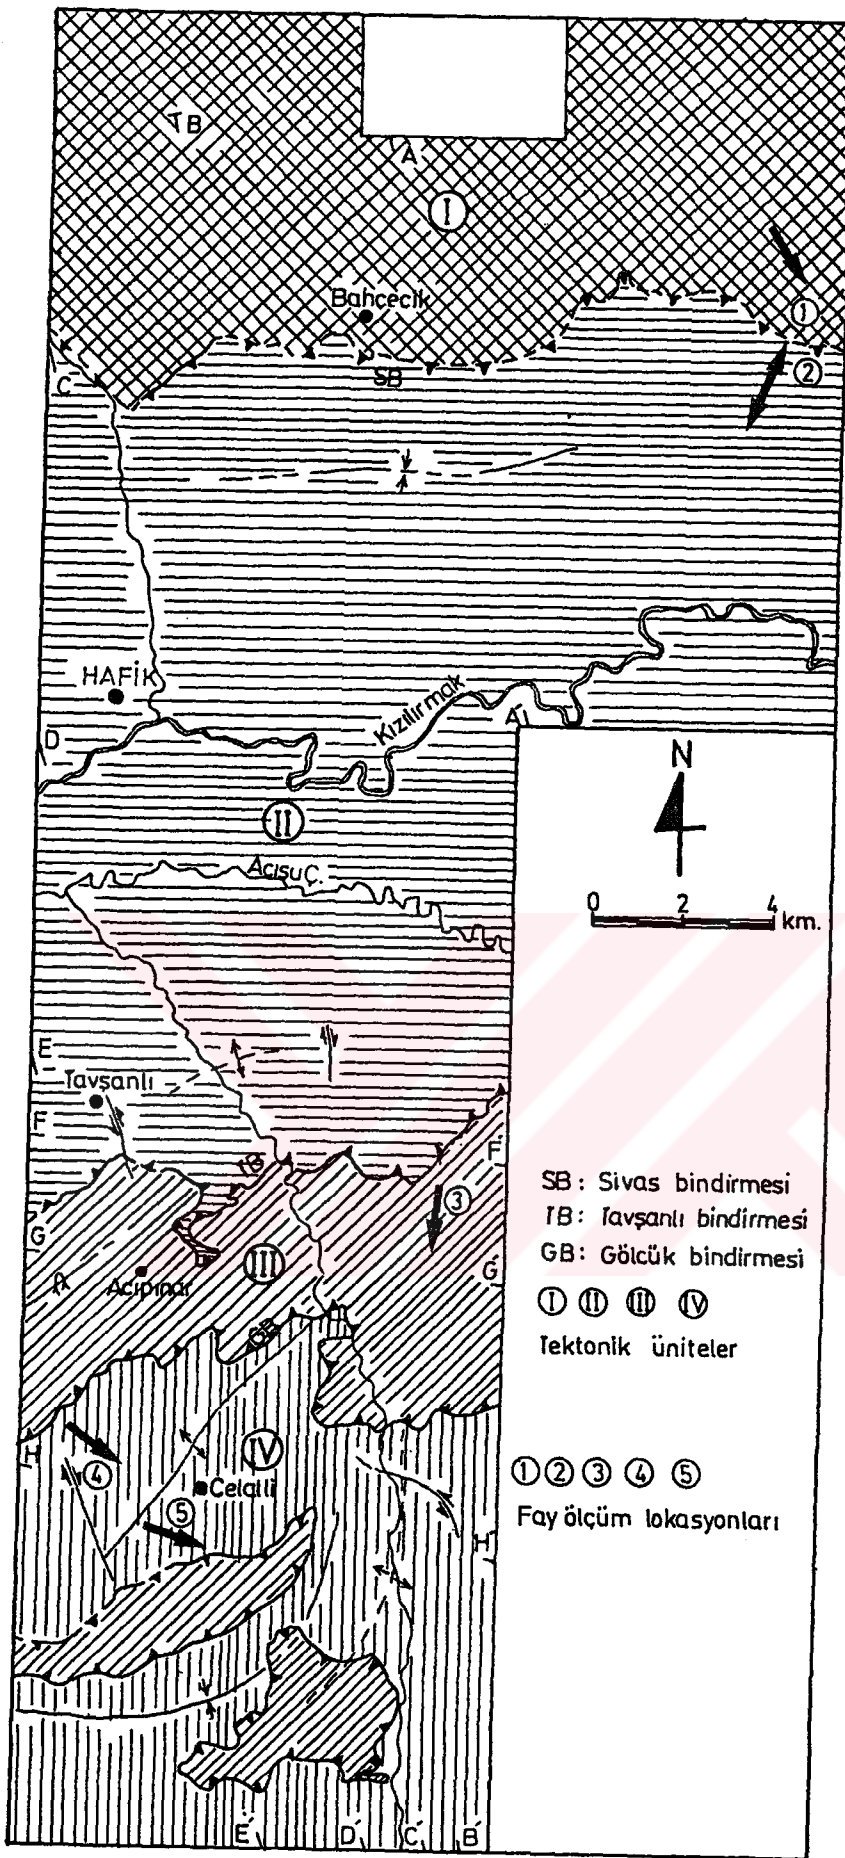 TB
A
I
Bahçecik
1
SB
2
C
HAFİK
Kızılırmak
A'
D
N
II
Acısu Ç.
0 2 4 km.
E
Tavşanlı
F
TB
F'
3
G
III
G'
Acıpınar
GB
SB : Sivas bindirmesi
TB : Tavşanlı bindirmesi
GB : Gölcük bindirmesi
I II III IV
Tektonik üniteler
H
IV
4
Celalli
5
1 2 3 4 5
Fay ölçüm lokasyonları
H'
E' D' C' B'